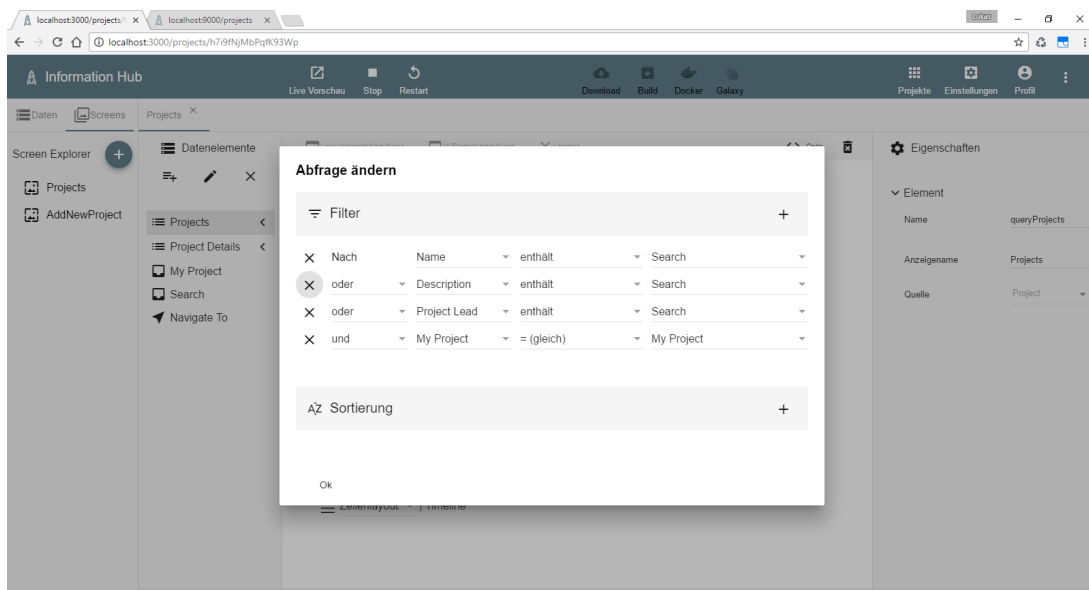 localhost:3000/projects/ localhost:9000/projects Lukas
localhost:3000/projects/h7i9fNjMbPqfK93Wp
Information Hub
Live Vorschau Stop Restart Download Build Docker Galaxy Projekte Einstellungen Profil
Daten Screens Projects
Screen Explorer
Projects
AddNewProject
Datenelemente
Projects
Project Details
My Project
Search
Navigate To
Abfrage ändern
Filter
Nach Name enthält Search
oder Description enthält Search
oder Project Lead enthält Search
und My Project = (gleich) My Project
AZ Sortierung
Ok
Zeilenlayout | Timeline
Eigenschaften
Element
Name queryProjects
Anzeigename Projects
Quelle Project